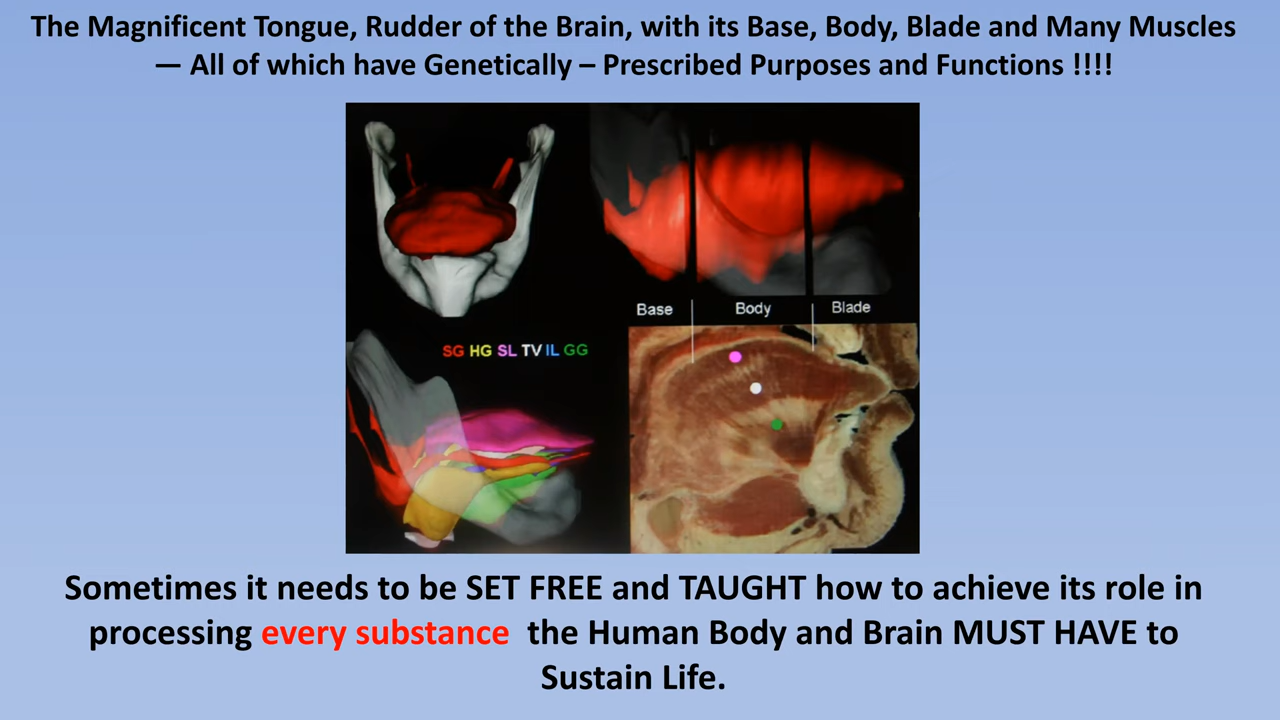 The Magnificent Tongue, Rudder of the Brain, with its Base, Body, Blade and Many Muscles
— All of which have Genetically – Prescribed Purposes and Functions !!!!
Base Body Blade
SG HG SL TV IL GG
Sometimes it needs to be SET FREE and TAUGHT how to achieve its role in
processing every substance the Human Body and Brain MUST HAVE to
Sustain Life.